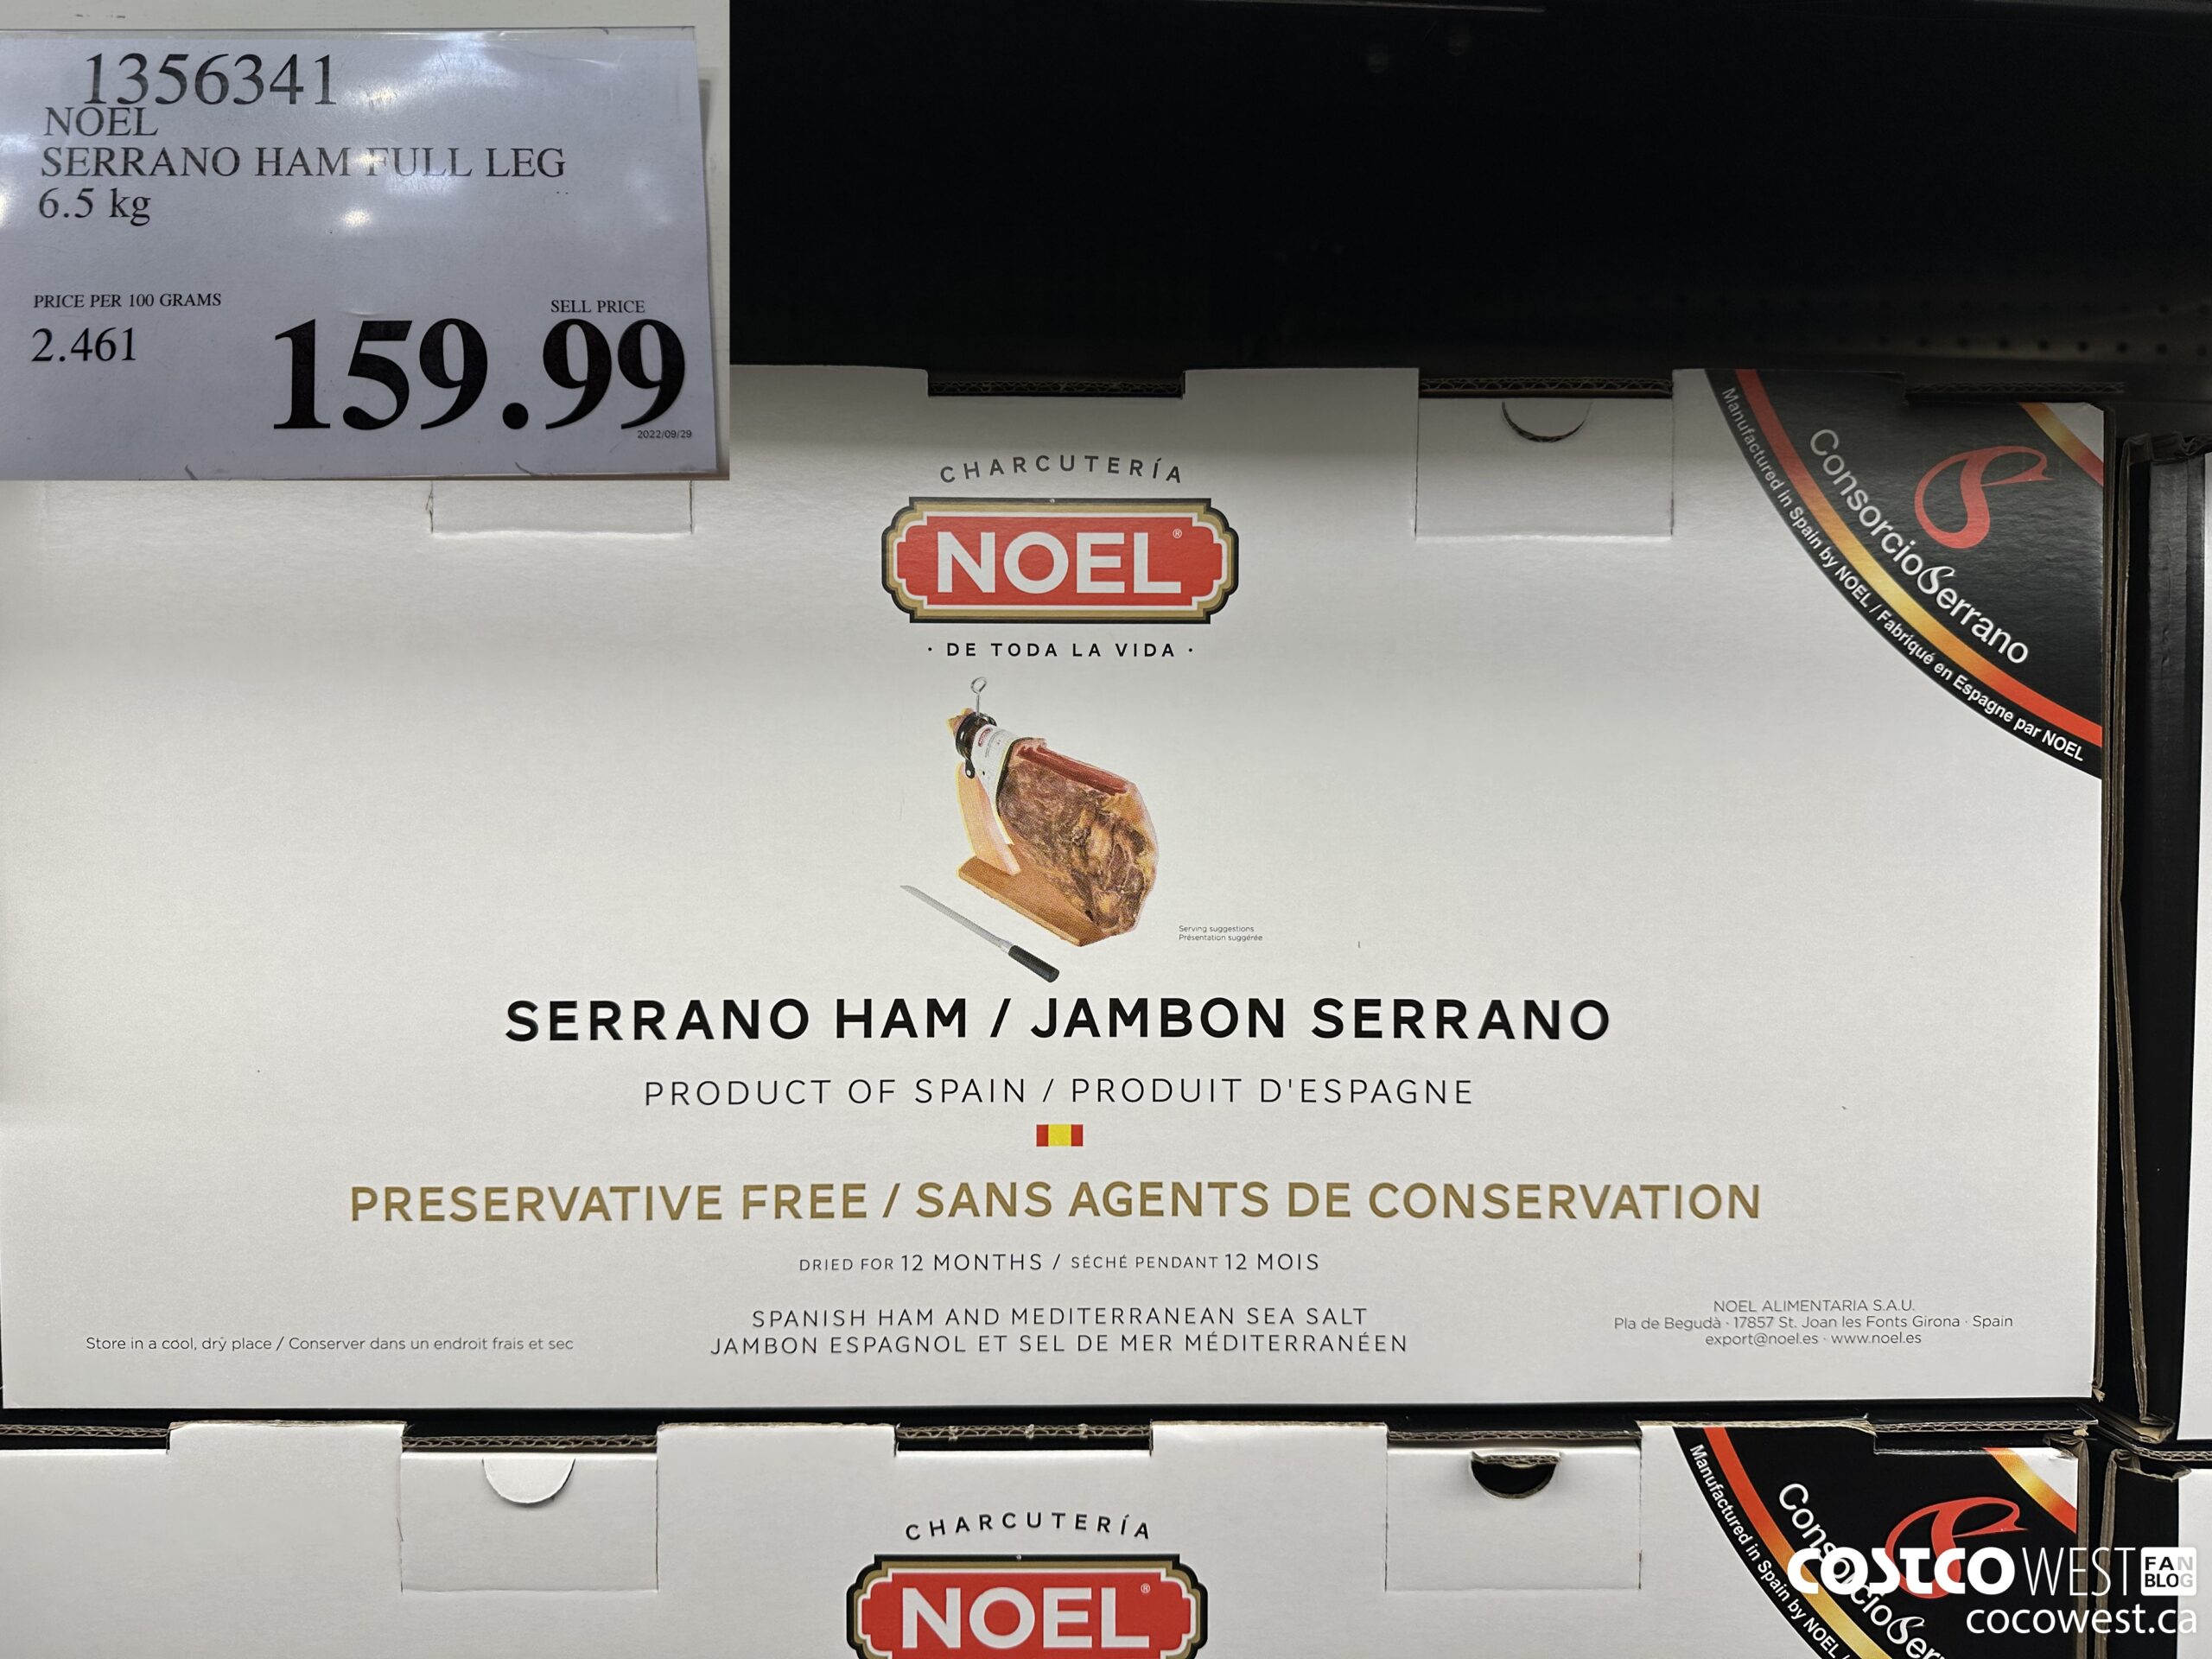 1356341
NOEL
SERRANO HAM FULL LEG
6.5 kg
PRICE PER 100 GRAMS
2.461
SELL PRICE
159.99
2022/09/29
CHARCUTERÍA
NOEL®
· DE TODA LA VIDA ·
ConsorcioSerrano
Manufactured in Spain by NOEL / Fabriqué en Espagne par NOEL
Serving suggestions
Présentation suggérée
SERRANO HAM / JAMBON SERRANO
PRODUCT OF SPAIN / PRODUIT D'ESPAGNE
PRESERVATIVE FREE / SANS AGENTS DE CONSERVATION
DRIED FOR 12 MONTHS / SÉCHÉ PENDANT 12 MOIS
SPANISH HAM AND MEDITERRANEAN SEA SALT
JAMBON ESPAGNOL ET SEL DE MER MÉDITERRANÉEN
Store in a cool, dry place / Conserver dans un endroit frais et sec
NOEL ALIMENTARIA S.A.U.
Pla de Begudà · 17857 St. Joan les Fonts Girona · Spain
export@noel.es · www.noel.es
CHARCUTERÍA
NOEL®
Manufactured in Spain by NOEL /
COSTCO WEST FAN BLOG
cocowest.ca